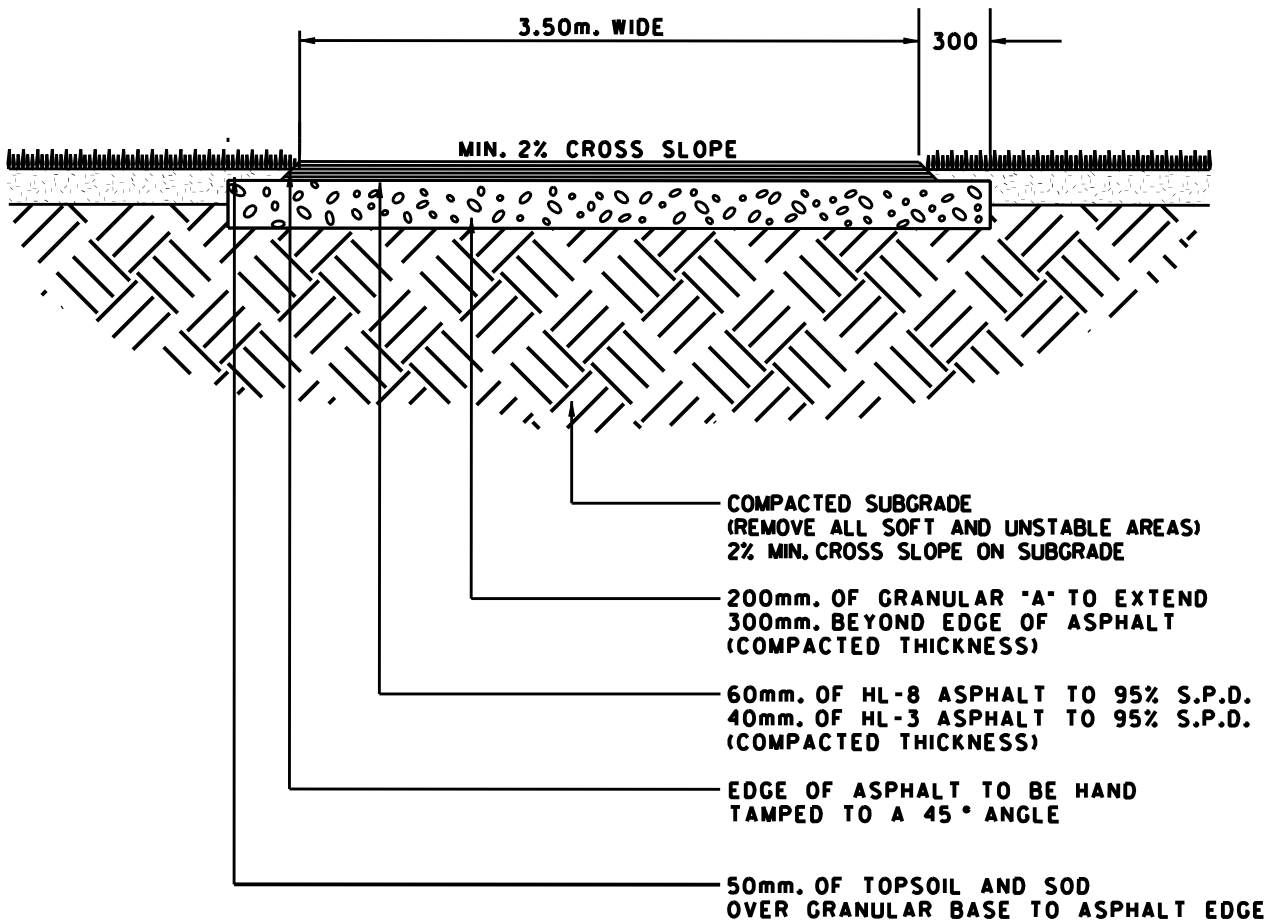 3.50m. WIDE
300
MIN. 2% CROSS SLOPE
COMPACTED SUBGRADE
(REMOVE ALL SOFT AND UNSTABLE AREAS)
2% MIN. CROSS SLOPE ON SUBGRADE
200mm. OF GRANULAR "A" TO EXTEND
300mm. BEYOND EDGE OF ASPHALT
(COMPACTED THICKNESS)
60mm. OF HL-8 ASPHALT TO 95% S.P.D.
40mm. OF HL-3 ASPHALT TO 95% S.P.D.
(COMPACTED THICKNESS)
EDGE OF ASPHALT TO BE HAND
TAMPED TO A 45° ANGLE
50mm. OF TOPSOIL AND SOD
OVER GRANULAR BASE TO ASPHALT EDGE